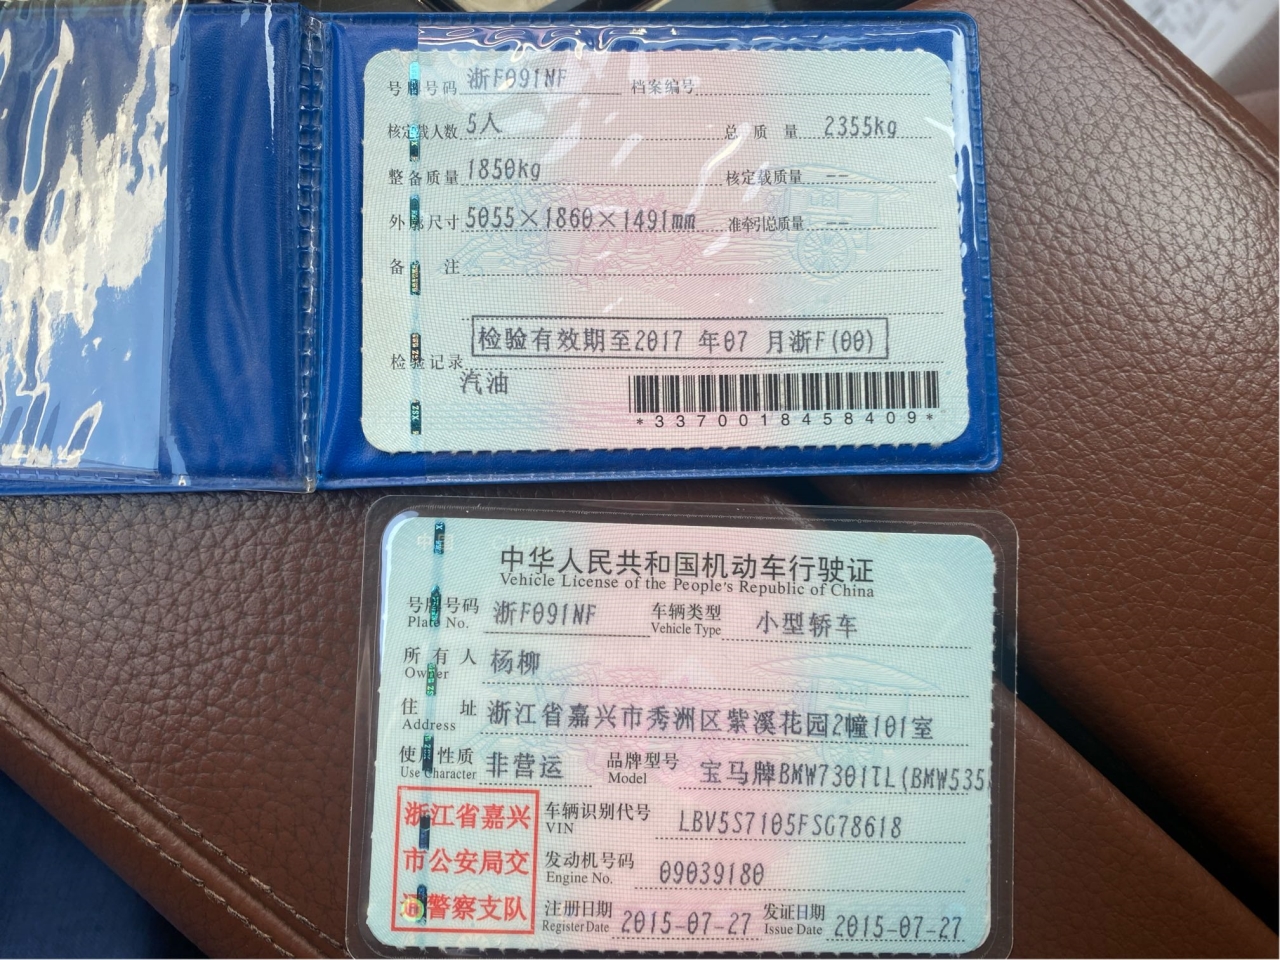 号牌号码 浙F091NF 档案编号
核定载人数 5人 总质量 2355kg
整备质量 1850kg 核定载质量 --
外廓尺寸 5055×1860×1491mm 准牵引总质量 --
备注
检验有效期至2017 年07 月浙F(00)
检验记录
汽油
*3370018458409*
中华人民共和国机动车行驶证
Vehicle License of the People's Republic of China
号牌号码 浙F091NF 车辆类型 小型轿车
Plate No. Vehicle Type
所有人 杨柳
Owner
住址 浙江省嘉兴市秀洲区紫溪花园2幢101室
Address
使用性质 非营运 品牌型号 宝马牌BMW7301TL(BMW535
Use Character Model
浙江省嘉兴
市公安局交
通警察支队
车辆识别代号 LBV5S7105FSG78618
VIN
发动机号码 09039180
Engine No.
注册日期 2015-07-27 发证日期 2015-07-27
Register Date Issue Date